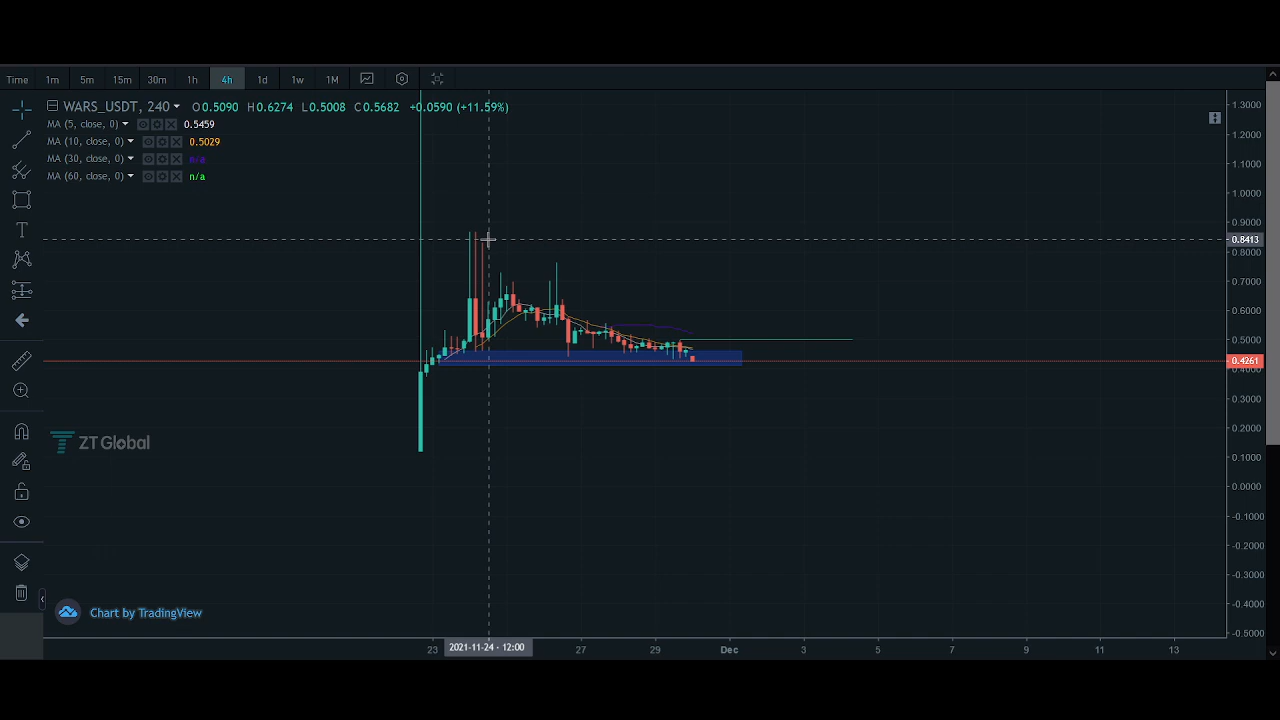 Time 1m 5m 15m 30m 1h 4h 1d 1w 1M
WARS_USDT, 240 O0.5090 H0.6274 L0.5008 C0.5682 +0.0590 (+11.59%)
MA (5, close, 0) 0.5459
MA (10, close, 0) 0.5029
MA (30, close, 0) n/a
MA (60, close, 0) n/a
1.3000
1.2000
1.1000
1.0000
0.9000
0.8413
0.8000
0.7000
0.6000
0.5000
0.4261
0.4000
0.3000
0.2000
0.1000
0.0000
-0.1000
-0.2000
-0.3000
-0.4000
-0.5000
ZT Global
Chart by TradingView
23 2021-11-24 - 12:00 27 29 Dec 3 5 7 9 11 13